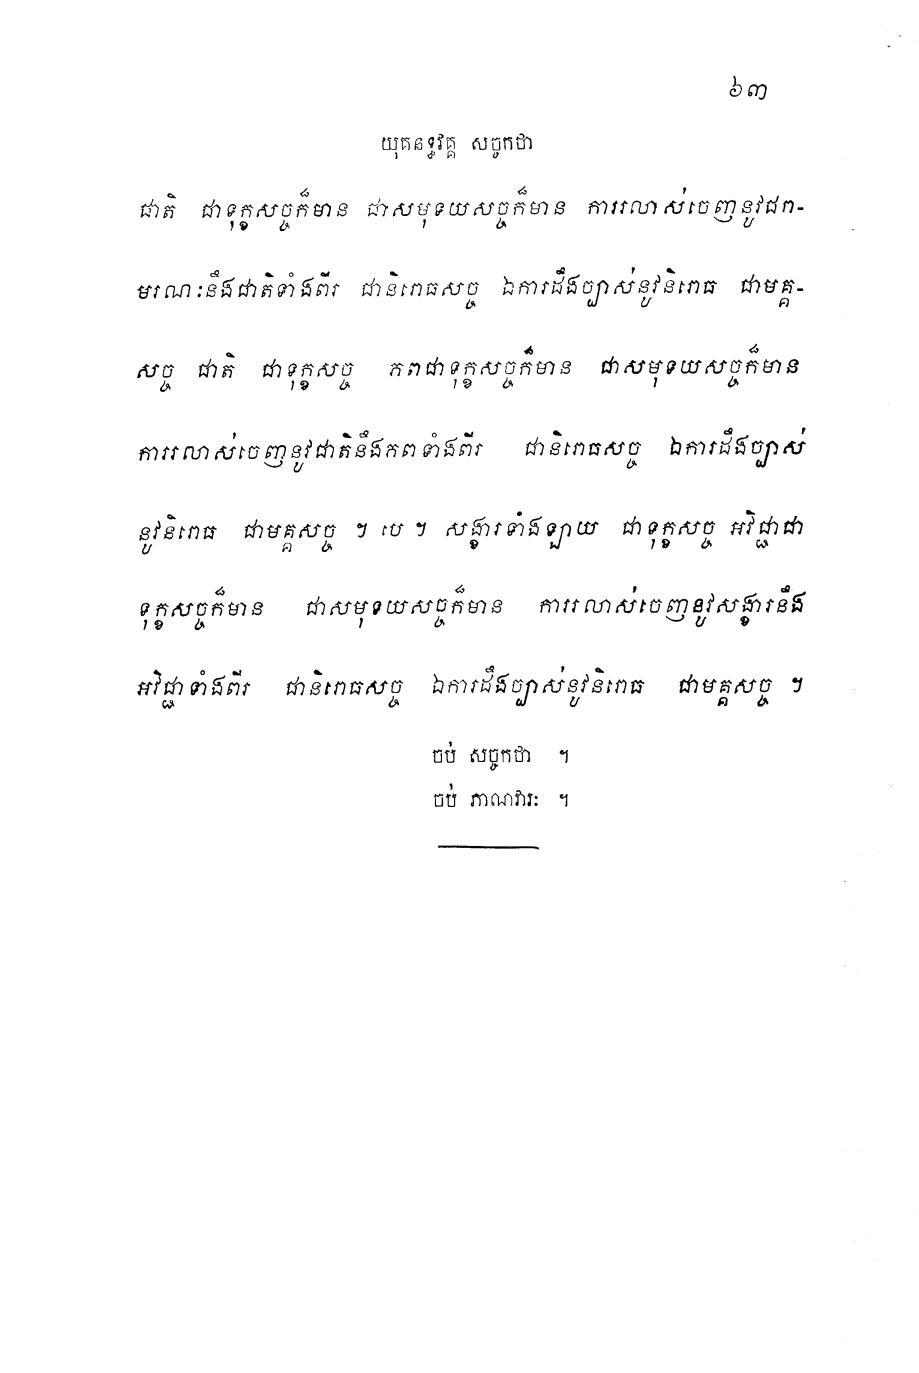 ៦៣
យុគនទ្ធវគ្គ សច្ចកថា
ជាតិ ជាទុក្ខសច្ចក៏មាន ជាសមុទយសច្ចក៏មាន ការរលាស់ចេញនូវជរា-
មរណៈនឹងជាតិទាំងពីរ ជានិរោធសច្ច ឯការដឹងច្បាស់នូវនិរោធ ជាមគ្គ-
សច្ច ជាតិ ជាទុក្ខសច្ច ភពជាទុក្ខសច្ចក៏មាន ជាសមុទយសច្ចក៏មាន
ការរលាស់ចេញនូវជាតិនឹងភពទាំងពីរ ជានិរោធសច្ច ឯការដឹងច្បាស់
នូវនិរោធ ជាមគ្គសច្ច ។ បេ ។ សង្ខារទាំងឡាយ ជាទុក្ខសច្ច អវិជ្ជាជា
ទុក្ខសច្ចក៏មាន ជាសមុទយសច្ចក៏មាន ការរលាស់ចេញនូវសង្ខារនឹង
អវិជ្ជាទាំងពីរ ជានិរោធសច្ច ឯការដឹងច្បាស់នូវនិរោធ ជាមគ្គសច្ច ។
ចប់ សច្ចកថា ។
ចប់ ភាណវារៈ ។